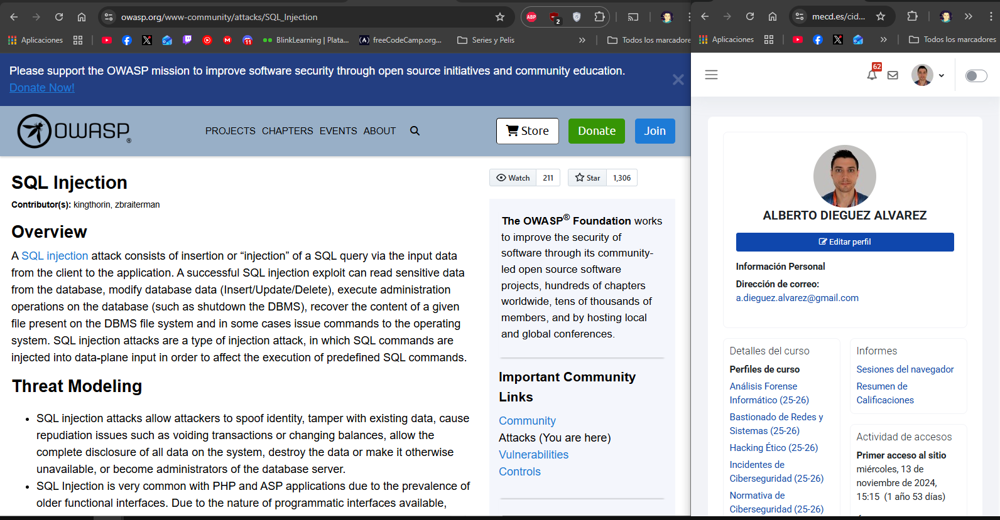 owasp.org/www-community/attacks/SQL_Injection
ABP
2
Aplicaciones
11
BlinkLearning | Plata...
freeCodeCamp.org...
Series y Pelis
»
Todos los marcadores
Please support the OWASP mission to improve software security through open source initiatives and community education.
Donate Now!
OWASP®
PROJECTS CHAPTERS EVENTS ABOUT
Store
Donate
Join
SQL Injection
Contributor(s): kingthorin, zbraiterman
Overview
A SQL injection attack consists of insertion or “injection” of a SQL query via the input data
from the client to the application. A successful SQL injection exploit can read sensitive data
from the database, modify database data (Insert/Update/Delete), execute administration
operations on the database (such as shutdown the DBMS), recover the content of a given
file present on the DBMS file system and in some cases issue commands to the operating
system. SQL injection attacks are a type of injection attack, in which SQL commands are
injected into data-plane input in order to affect the execution of predefined SQL commands.
Threat Modeling
• SQL injection attacks allow attackers to spoof identity, tamper with existing data, cause
repudiation issues such as voiding transactions or changing balances, allow the
complete disclosure of all data on the system, destroy the data or make it otherwise
unavailable, or become administrators of the database server.
• SQL Injection is very common with PHP and ASP applications due to the prevalence of
older functional interfaces. Due to the nature of programmatic interfaces available,
Watch 211
Star 1,306
The OWASP® Foundation works
to improve the security of
software through its community-
led open source software
projects, hundreds of chapters
worldwide, tens of thousands of
members, and by hosting local
and global conferences.
Important Community
Links
Community
Attacks (You are here)
Vulnerabilities
Controls
mecd.es/cid...
»
Aplicaciones
»
Todos los marcadores
62
ALBERTO DIEGUEZ ALVAREZ
Editar perfil
Información Personal
Dirección de correo:
a.dieguez.alvarez@gmail.com
Detalles del curso
Perfiles de curso
Análisis Forense
Informático (25-26)
Bastionado de Redes y
Sistemas (25-26)
Hacking Ético (25-26)
Incidentes de
Ciberseguridad (25-26)
Normativa de
Ciberseguridad (25-26)
Informes
Sesiones del navegador
Resumen de
Calificaciones
Actividad de accesos
Primer acceso al sitio
miércoles, 13 de
noviembre de 2024,
15:15 (1 año 53 días)